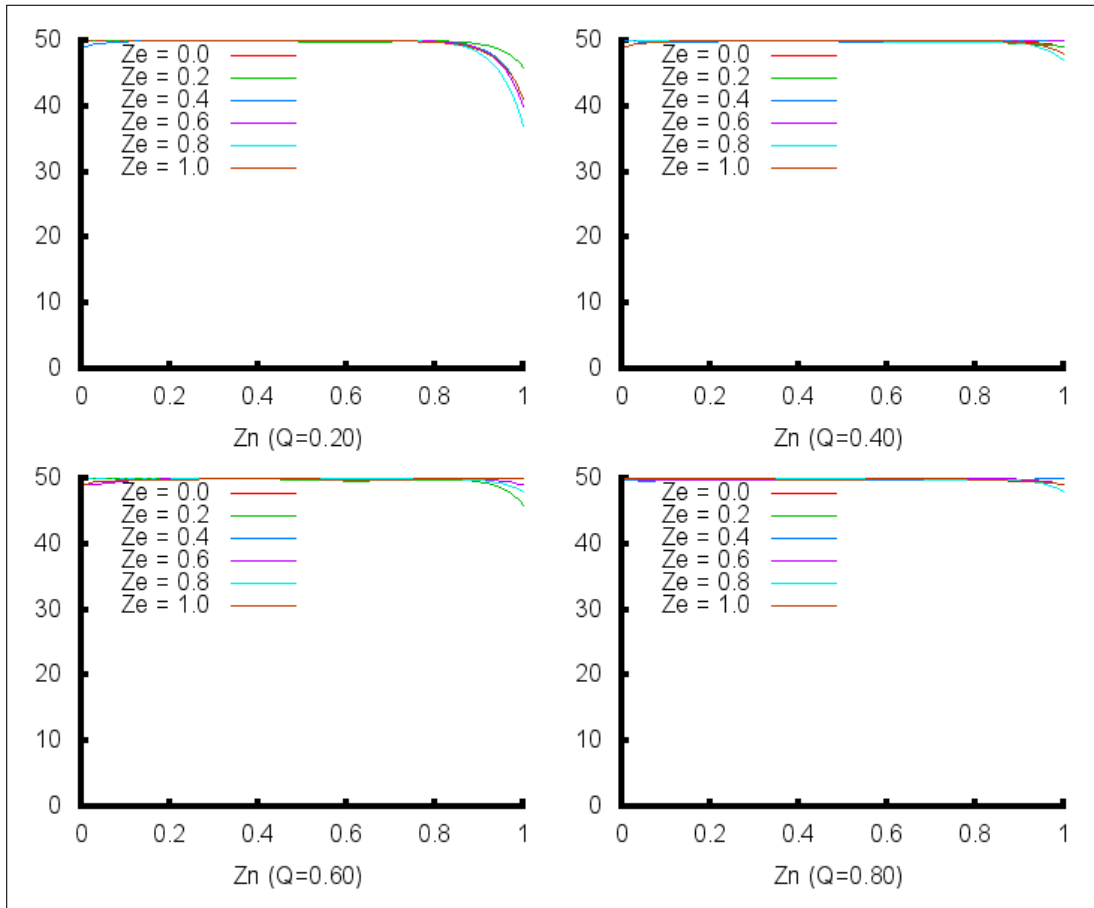 50
40
30
20
10
0
Ze = 0.0
Ze = 0.2
Ze = 0.4
Ze = 0.6
Ze = 0.8
Ze = 1.0
0 0.2 0.4 0.6 0.8 1
Zn (Q=0.20)
50
40
30
20
10
0
Ze = 0.0
Ze = 0.2
Ze = 0.4
Ze = 0.6
Ze = 0.8
Ze = 1.0
0 0.2 0.4 0.6 0.8 1
Zn (Q=0.40)
50
40
30
20
10
0
Ze = 0.0
Ze = 0.2
Ze = 0.4
Ze = 0.6
Ze = 0.8
Ze = 1.0
0 0.2 0.4 0.6 0.8 1
Zn (Q=0.60)
50
40
30
20
10
0
Ze = 0.0
Ze = 0.2
Ze = 0.4
Ze = 0.6
Ze = 0.8
Ze = 1.0
0 0.2 0.4 0.6 0.8 1
Zn (Q=0.80)